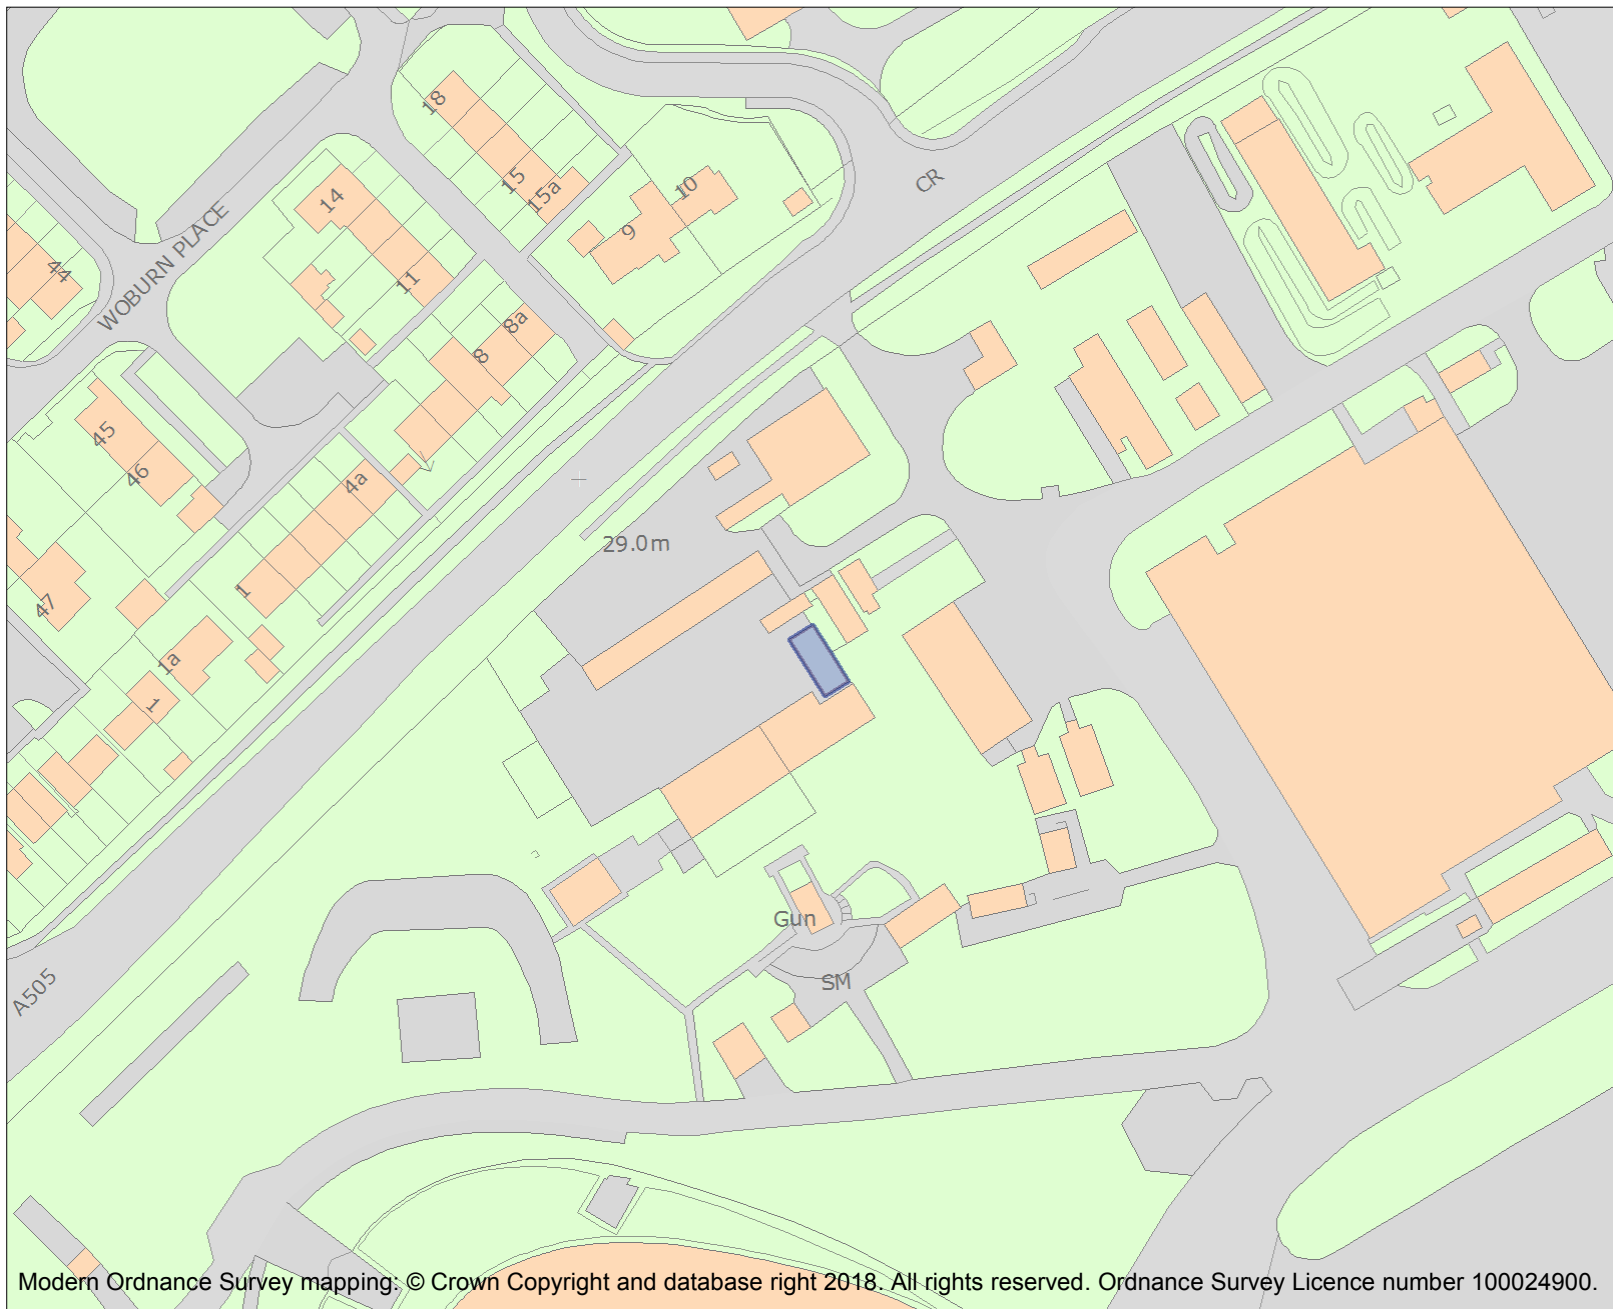 18
15
15a
10
9
CR
14
11
WOBURN PLACE
44
8a
8
45
46
4a
29.0m
1
47
1a
1
Gun
SM
A505
Modern Ordnance Survey mapping: © Crown Copyright and database right 2018. All rights reserved. Ordnance Survey Licence number 100024900.